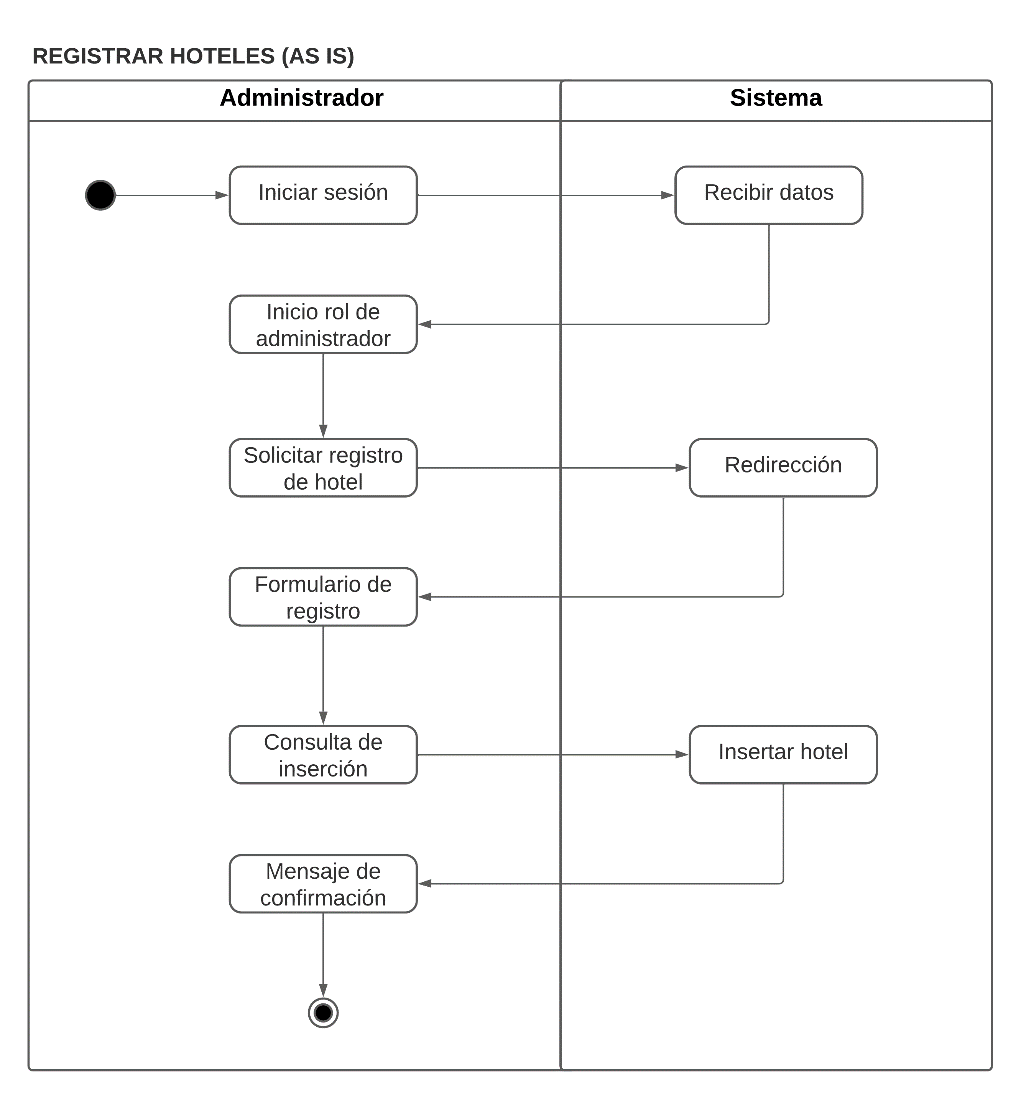 REGISTRAR HOTELES (AS IS)
Administrador
Sistema
Iniciar sesión
Recibir datos
Inicio rol de
administrador
Solicitar registro
de hotel
Redirección
Formulario de
registro
Consulta de
inserción
Insertar hotel
Mensaje de
confirmación